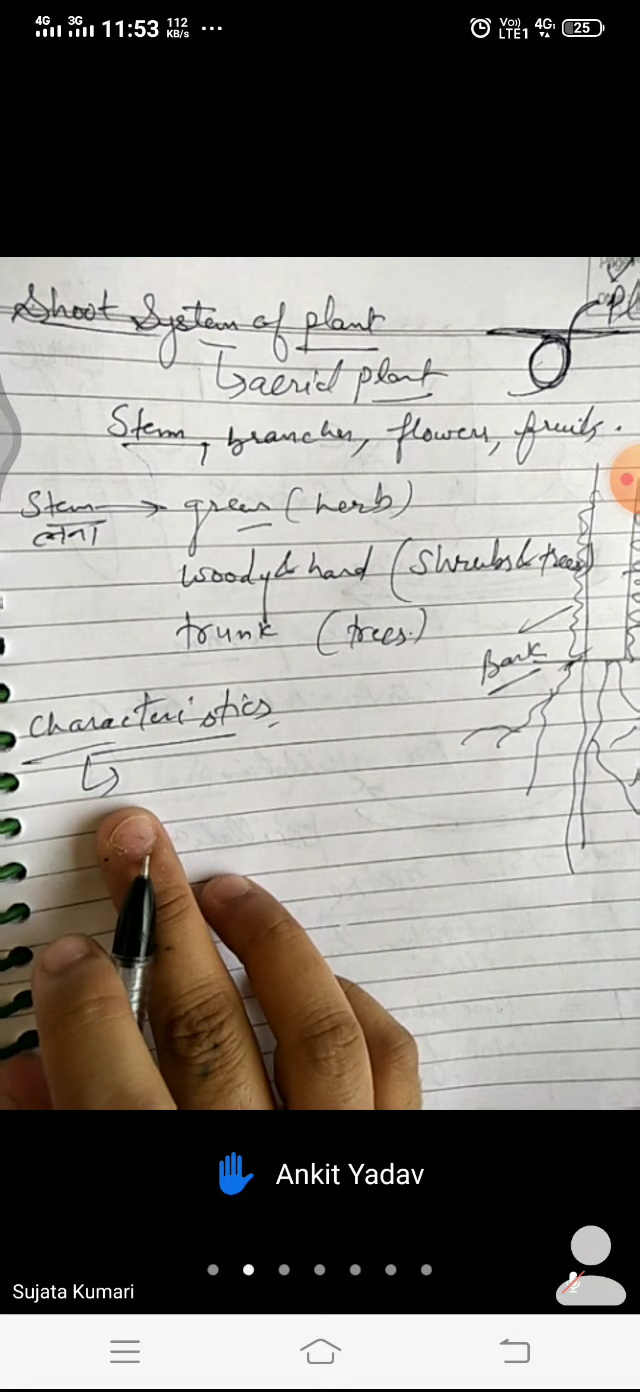 4G 3G 11:53 112 KB/s ... Vo)) LTE1 4G 25
Shoot System of plant
↳ aerial plant
Stem, branches, flowers, fruits.
Stem → green (herb)
तना
woody & hard (Shrubs & trees)
trunk (trees.)
Bark
Characteristics
↳
Ankit Yadav
Sujata Kumari